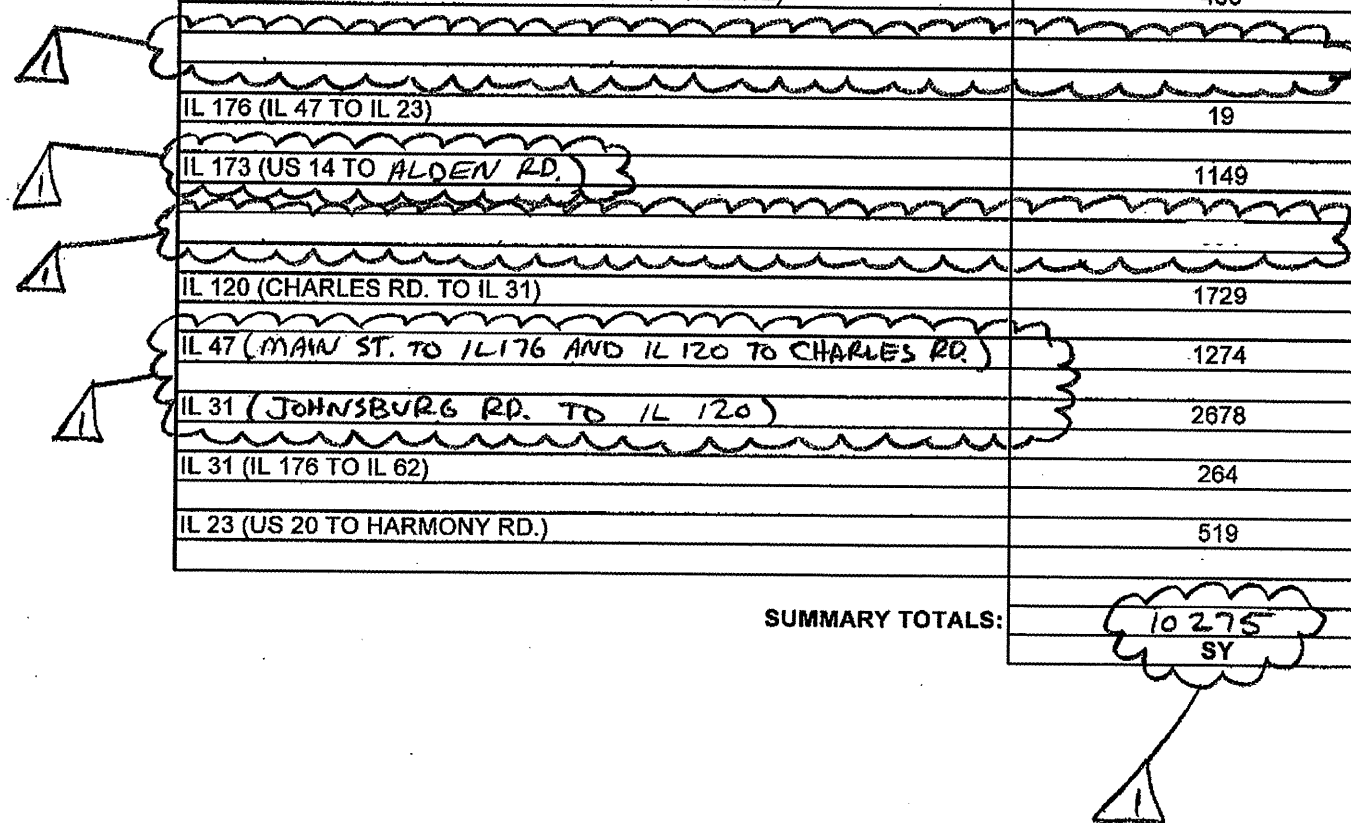 1
IL 176 (IL 47 TO IL 23) 19
1
IL 173 (US 14 TO ALDEN RD.) 1149
1
IL 120 (CHARLES RD. TO IL 31) 1729
IL 47 (MAIN ST. TO IL 176 AND IL 120 TO CHARLES RD.) 1274
1
IL 31 (JOHNSBURG RD. TO IL 120) 2678
IL 31 (IL 176 TO IL 62) 264
IL 23 (US 20 TO HARMONY RD.) 519
SUMMARY TOTALS: 10275
SY
1